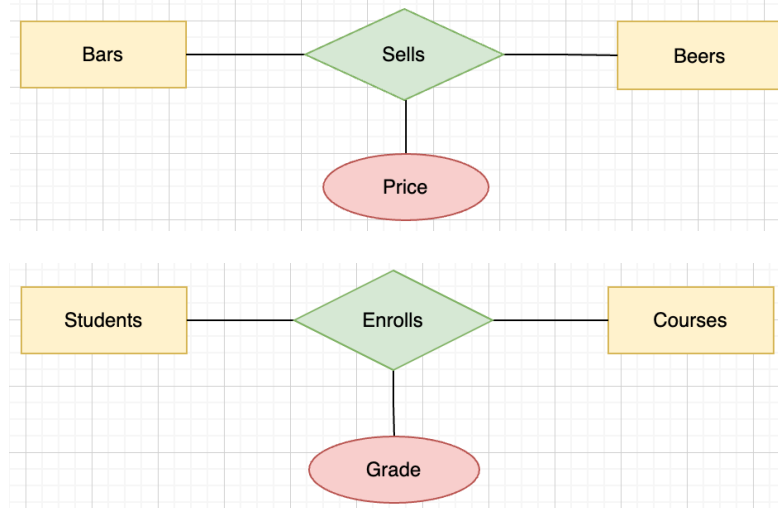 Bars
Sells
Beers
Price
Students
Enrolls
Courses
Grade